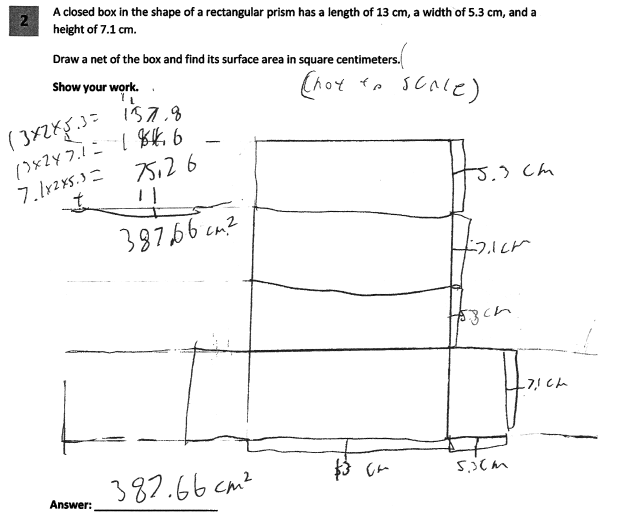 2
A closed box in the shape of a rectangular prism has a length of 13 cm, a width of 5.3 cm, and a
height of 7.1 cm.
Draw a net of the box and find its surface area in square centimeters.
(not to scale)
Show your work.
13x2x5.3= 137.8
13x2x7.1= 184.6
7.1x2x5.3= 75.26
+ 11
387.66 cm²
5.3 cm
7.1 cm
5.3 cm
7.1 cm
13 cm
5.3 cm
Answer: 387.66 cm²